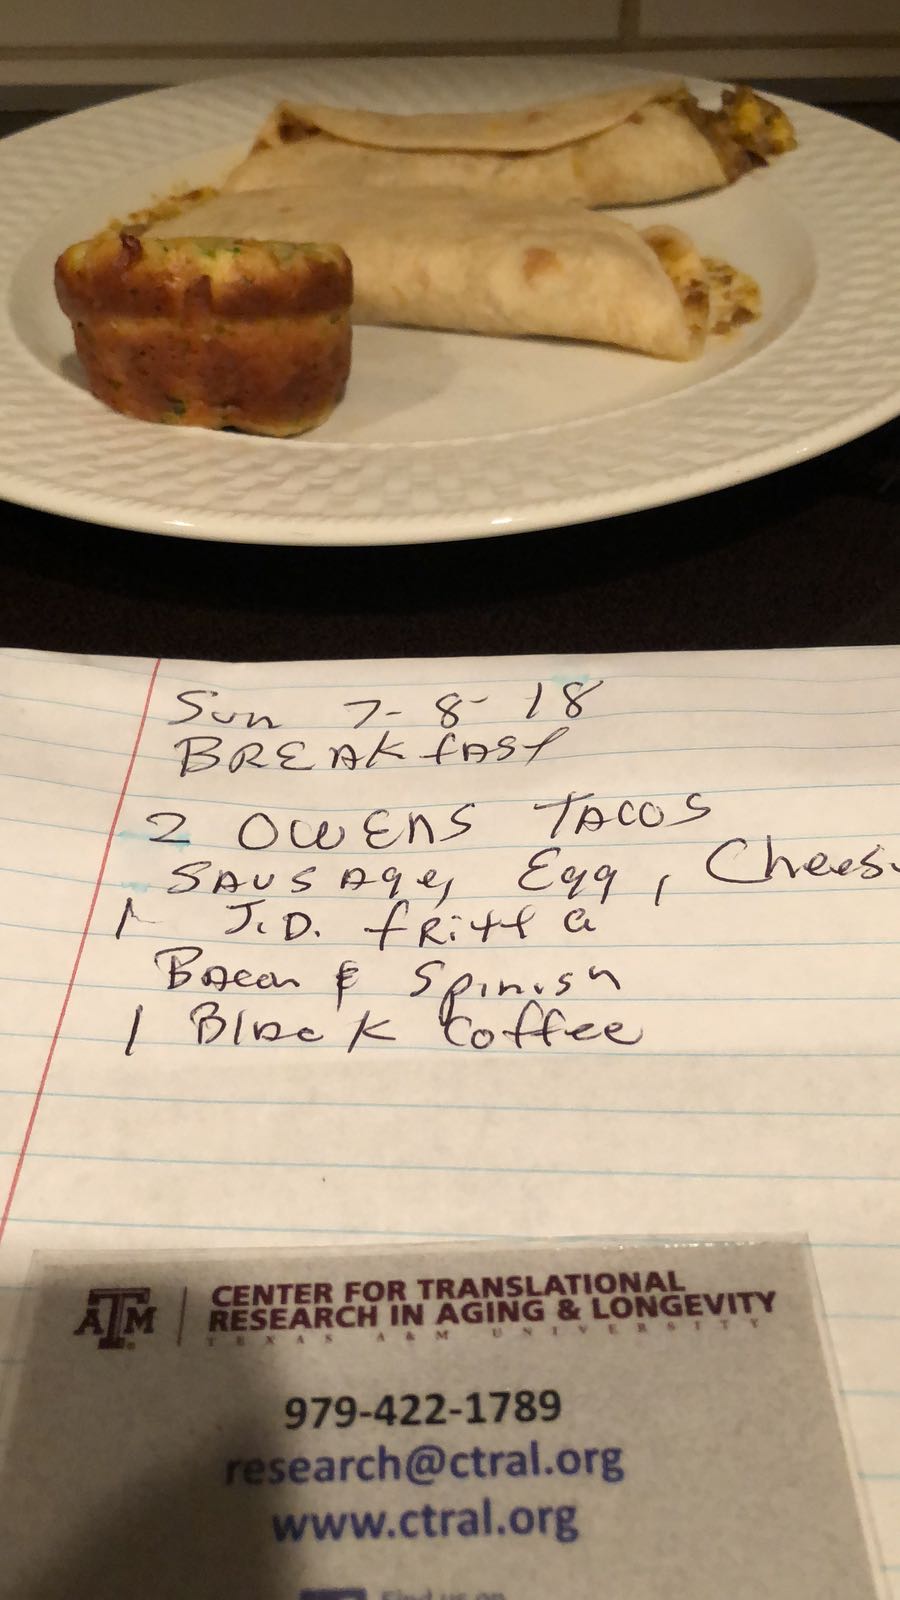 Sun 7-8-18
BREAKfAST
2 OWENS TACOS
SAUSAge, Egg, Chees
1 J.D. fRitta
Bacon & Spinish
1 Black Coffee
ATM CENTER FOR TRANSLATIONAL
RESEARCH IN AGING & LONGEVITY
TEXAS A&M UNIVERSITY
979-422-1789
research@ctral.org
www.ctral.org
Find us on